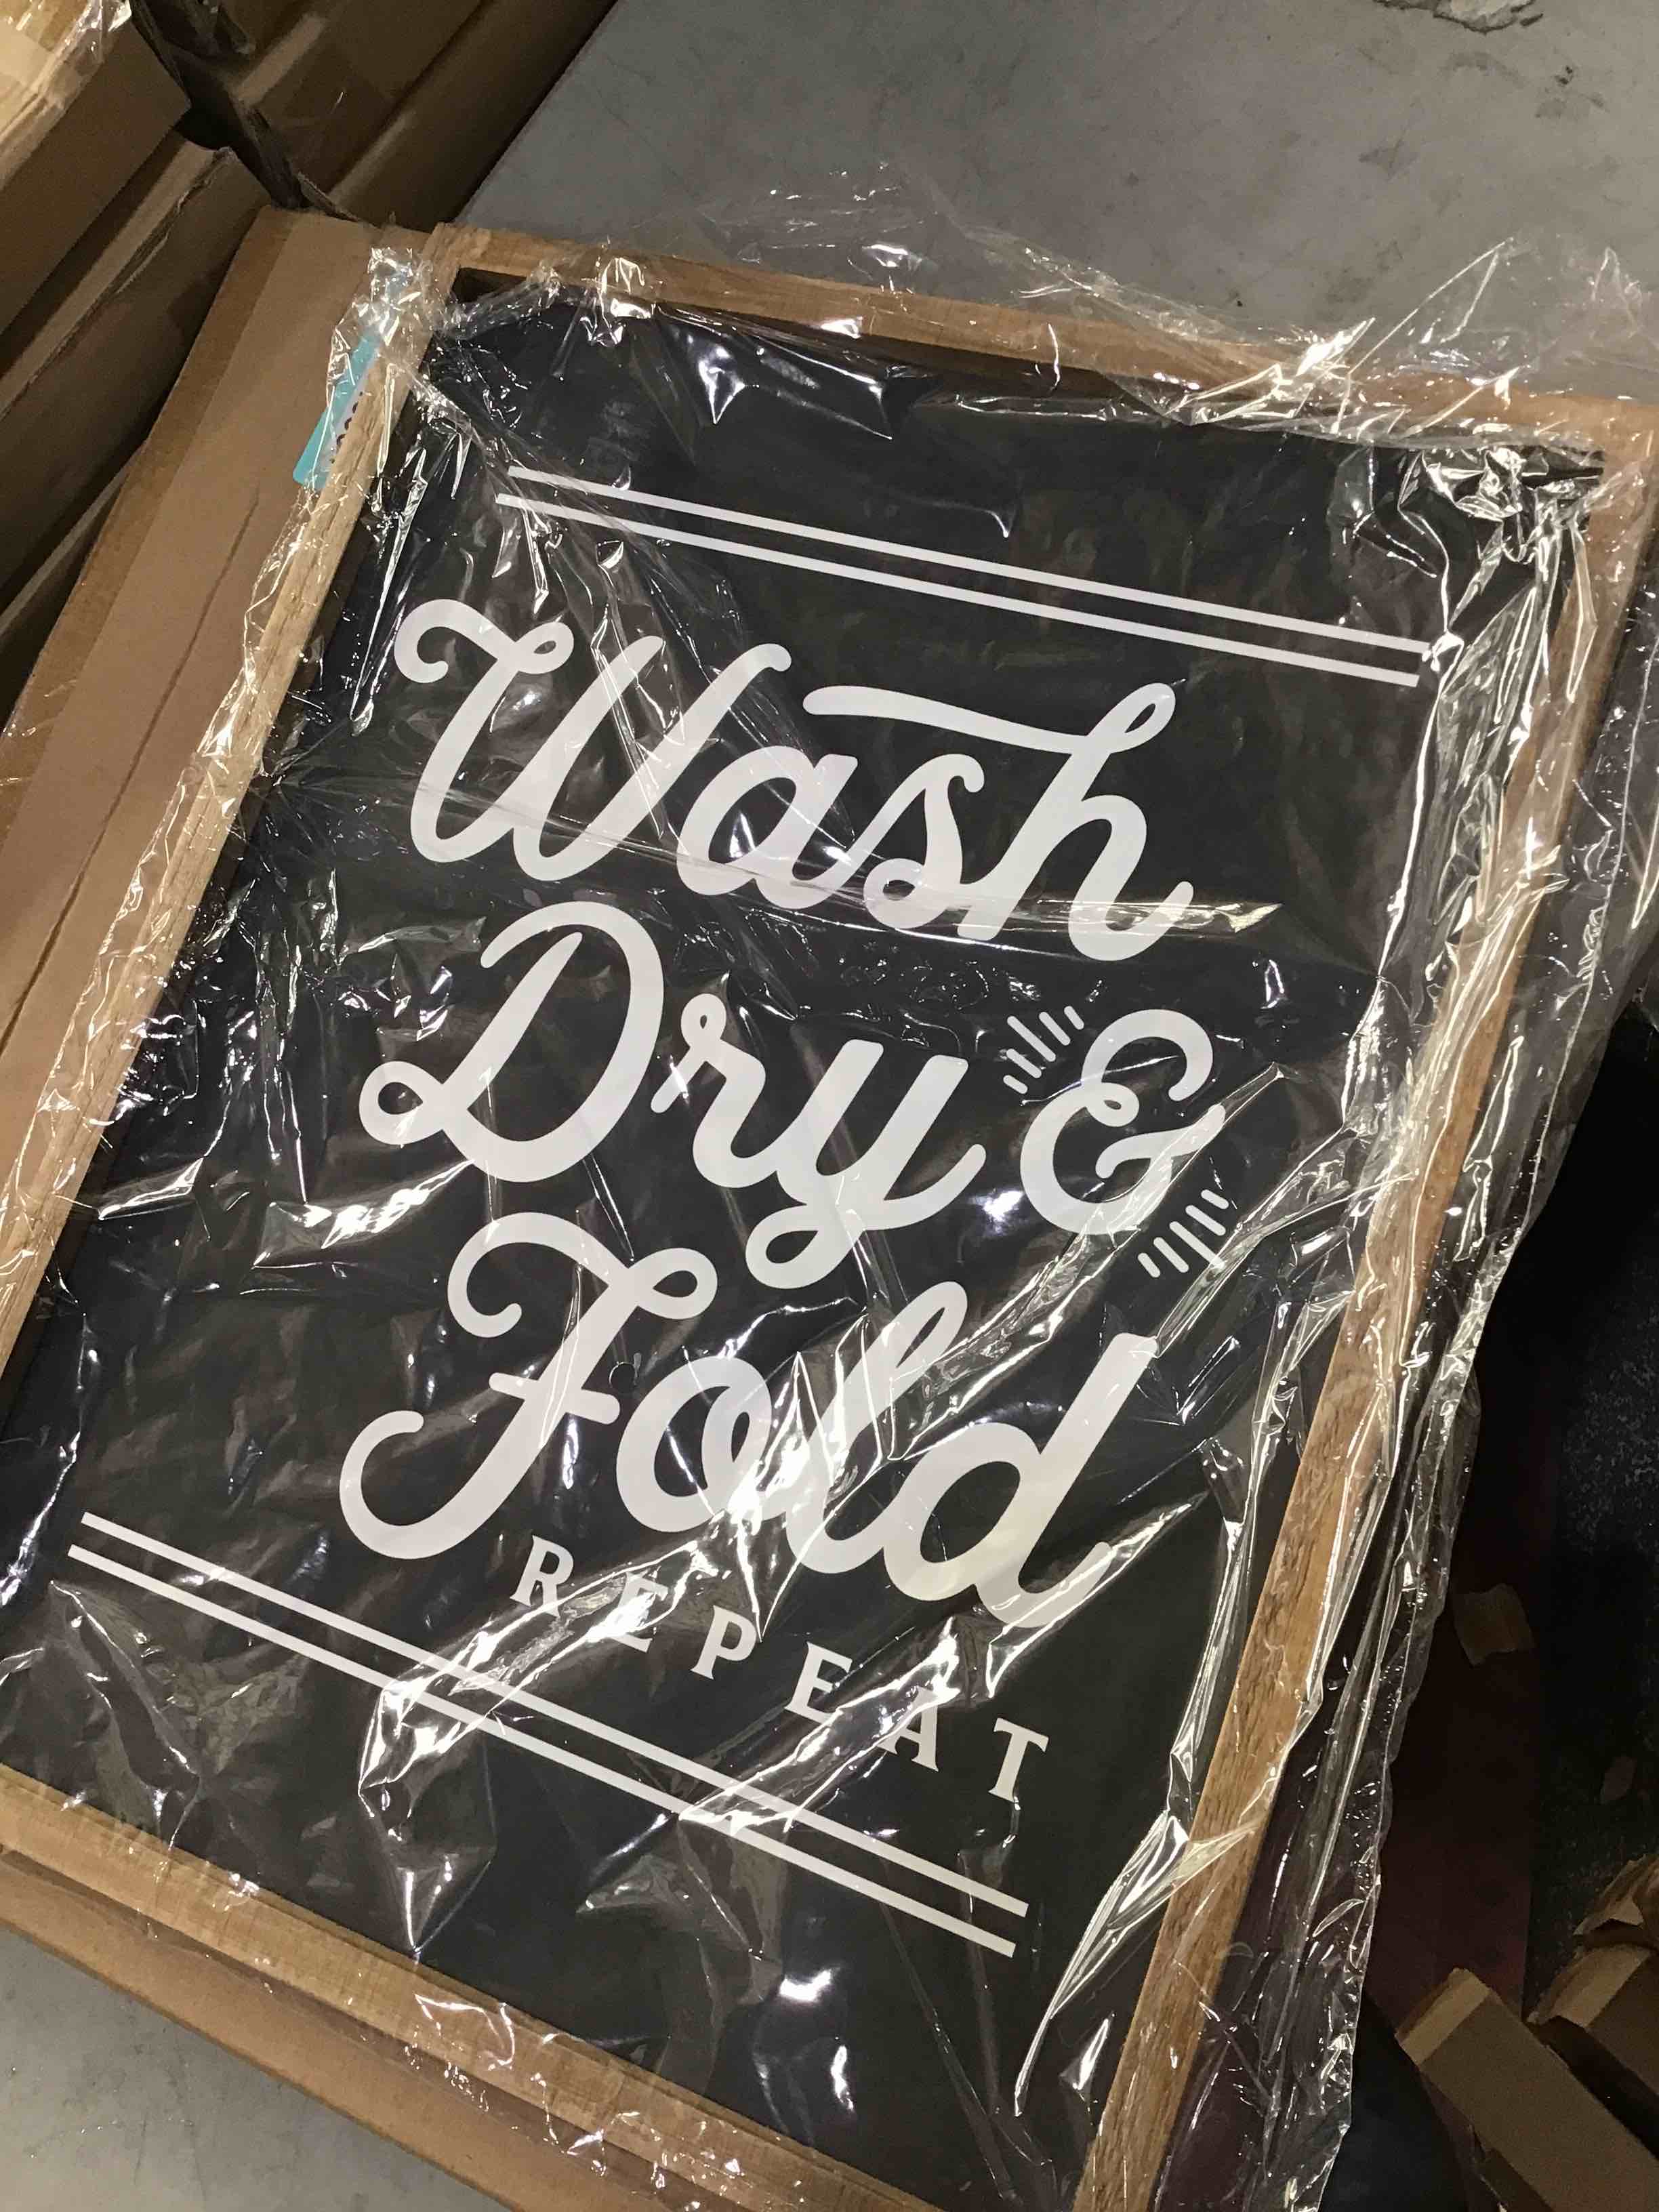 Wash
Dry &
Fold
REPEAT